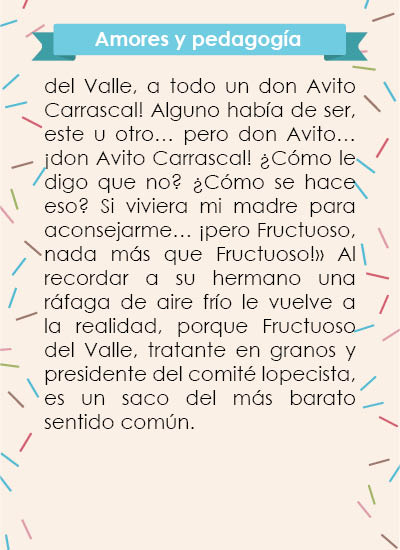 Amores y pedagogía
del Valle, a todo un don Avito
Carrascal! Alguno había de ser,
este u otro… pero don Avito…
¡don Avito Carrascal! ¿Cómo le
digo que no? ¿Cómo se hace
eso? Si viviera mi madre para
aconsejarme… ¡pero Fructuoso,
nada más que Fructuoso!» Al
recordar a su hermano una
ráfaga de aire frío le vuelve a
la realidad, porque Fructuoso
del Valle, tratante en granos y
presidente del comité lopecista,
es un saco del más barato
sentido común.